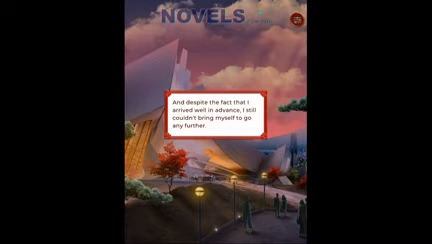 NOVELS
And despite the fact that I
arrived well in advance, I still
couldn't bring myself to go
any further.